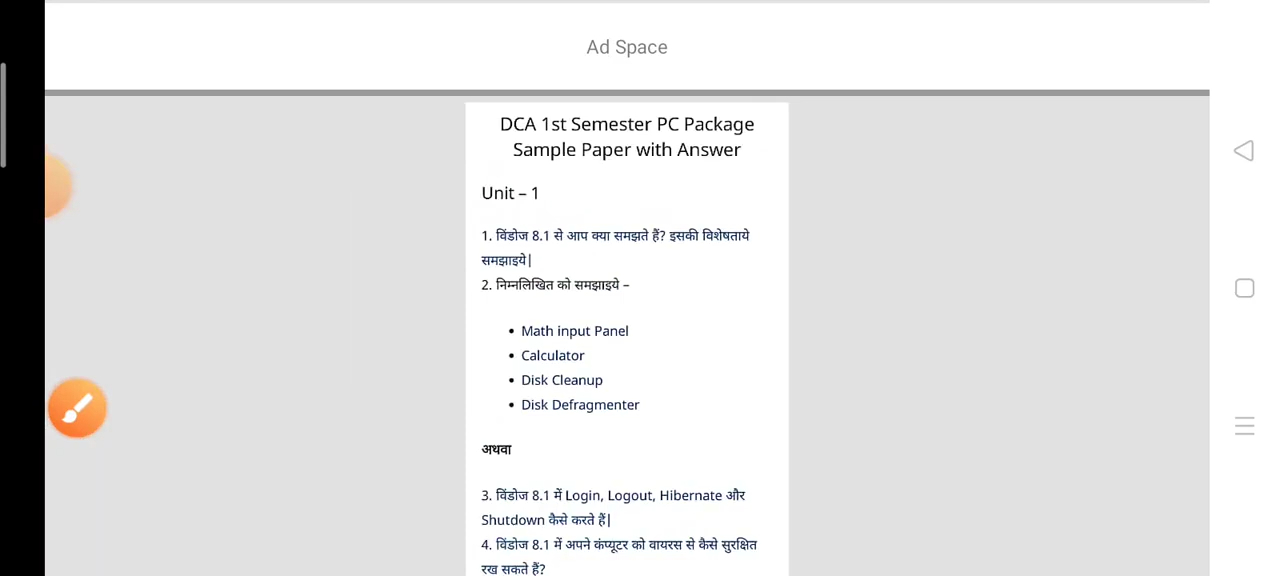 Ad Space
DCA 1st Semester PC Package
Sample Paper with Answer
Unit – 1
1. विंडोज 8.1 से आप क्या समझते हैं? इसकी विशेषताये
समझाइये|
2. निम्नलिखित को समझाइये –
• Math input Panel
• Calculator
• Disk Cleanup
• Disk Defragmenter
अथवा
3. विंडोज 8.1 में Login, Logout, Hibernate और
Shutdown कैसे करते हैं|
4. विंडोज 8.1 में अपने कंप्यूटर को वायरस से कैसे सुरक्षित
रख सकते हैं?